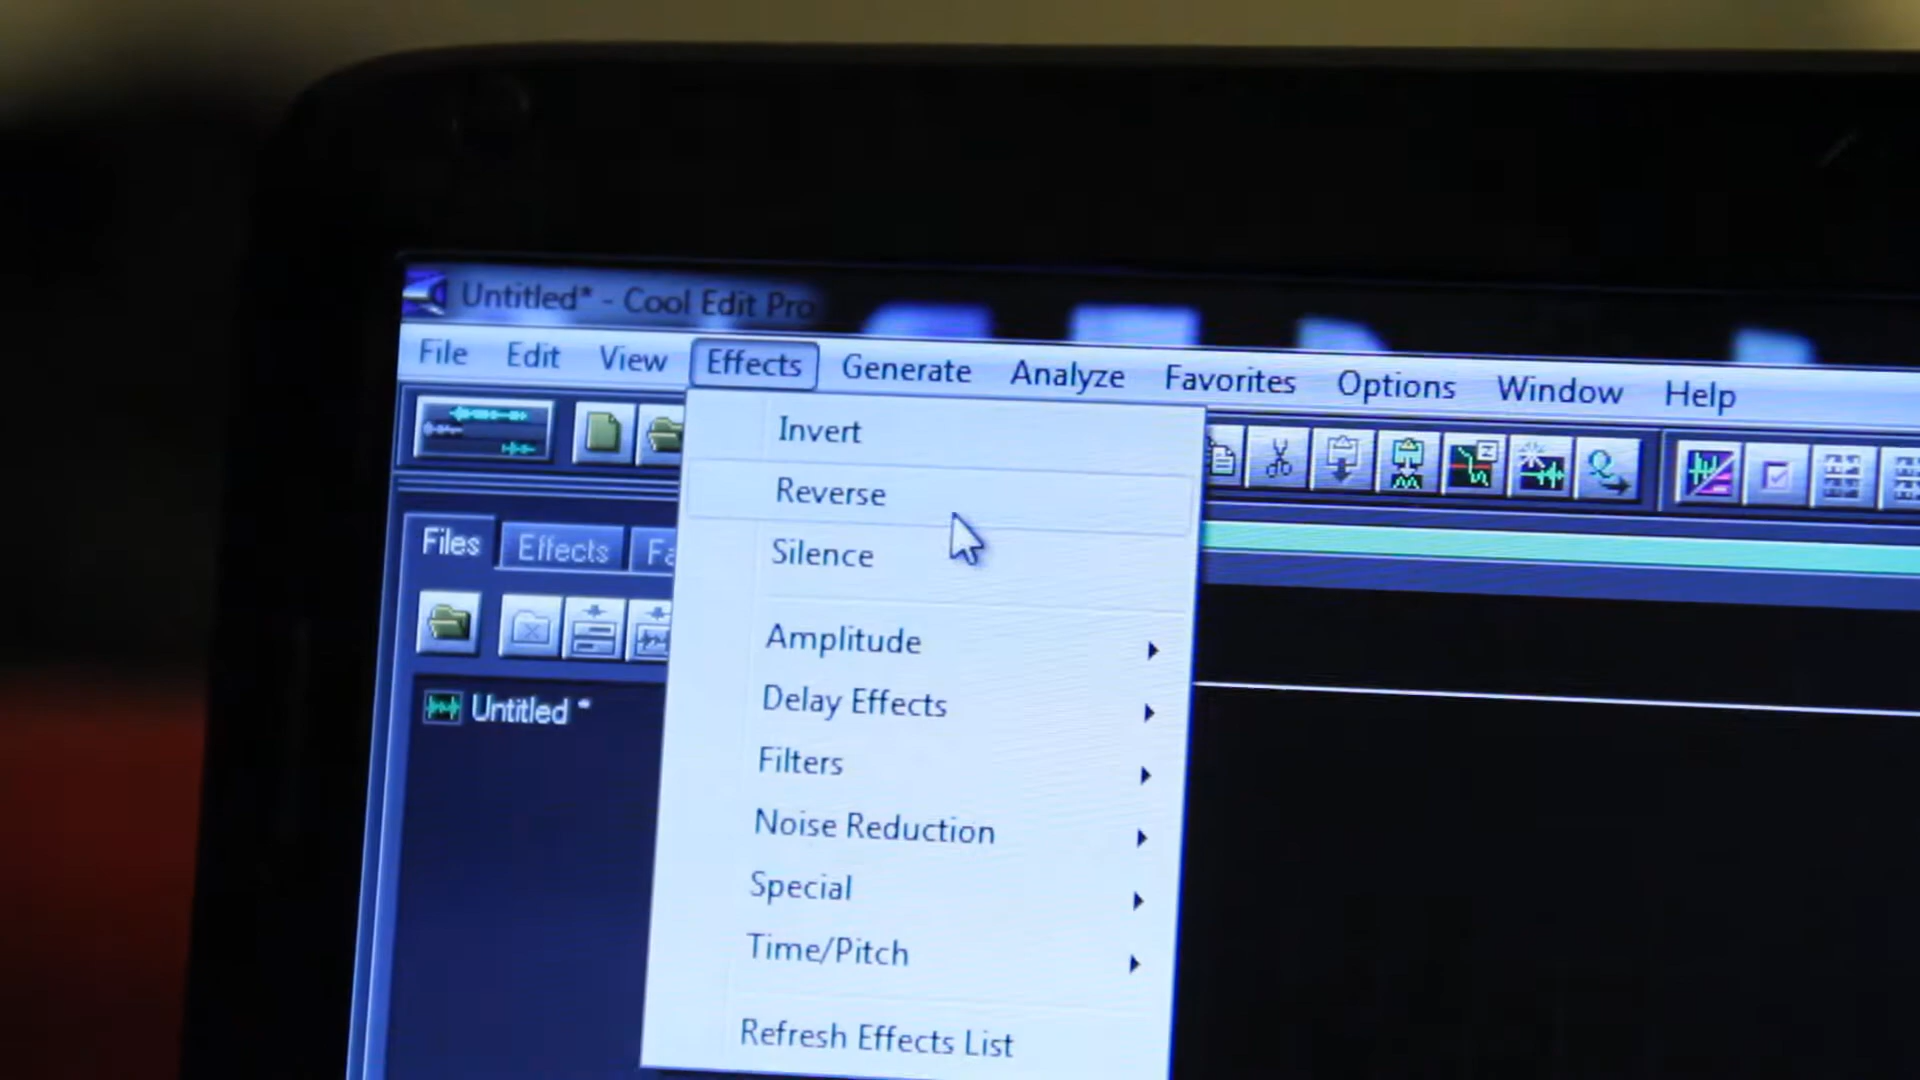 Untitled* - Cool Edit Pro
File Edit View Effects Generate Analyze Favorites Options Window Help
Invert
Reverse
Silence
Amplitude
Delay Effects
Filters
Noise Reduction
Special
Time/Pitch
Refresh Effects List
Files Effects Fa
Untitled *